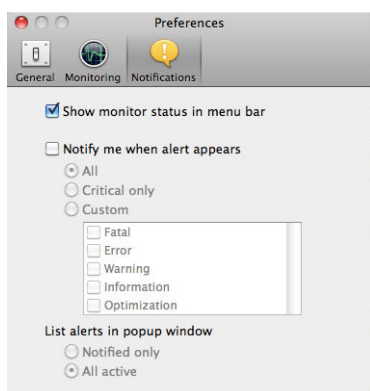 Preferences
General Monitoring Notifications
Show monitor status in menu bar
Notify me when alert appears
All
Critical only
Custom
Fatal
Error
Warning
Information
Optimization
List alerts in popup window
Notified only
All active